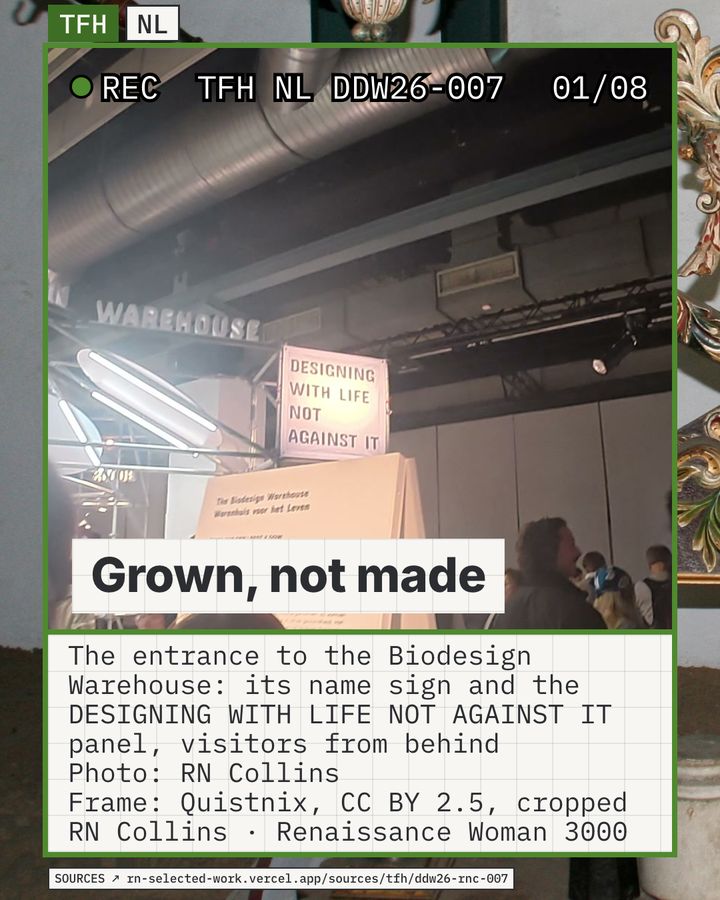 TFH NL
REC TFH NL DDW26-007 01/08
WAREHOUSE
DESIGNING
WITH LIFE
NOT
AGAINST IT
The Biodesign Warehouse
Warenhuis voor het Leven
Grown, not made
The entrance to the Biodesign
Warehouse: its name sign and the
DESIGNING WITH LIFE NOT AGAINST IT
panel, visitors from behind
Photo: RN Collins
Frame: Quistnix, CC BY 2.5, cropped
RN Collins · Renaissance Woman 3000
SOURCES ↗ rn-selected-work.vercel.app/sources/tfh/ddw26-rnc-007